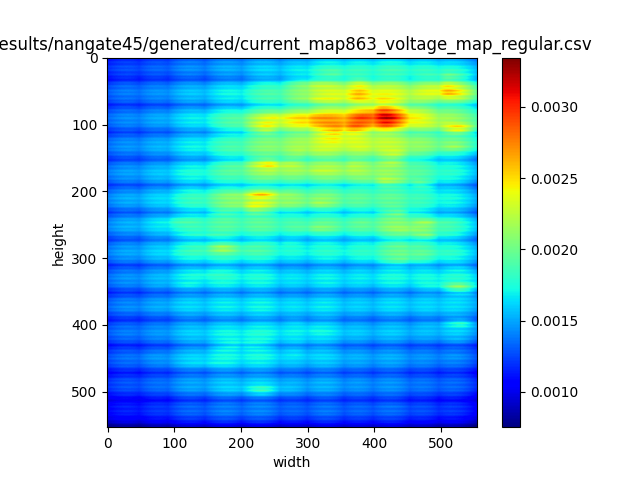 esults/nangate45/generated/current_map863_voltage_map_regular.csv
0
100
200
300
400
500
height
0 100 200 300 400 500
width
0.0030
0.0025
0.0020
0.0015
0.0010